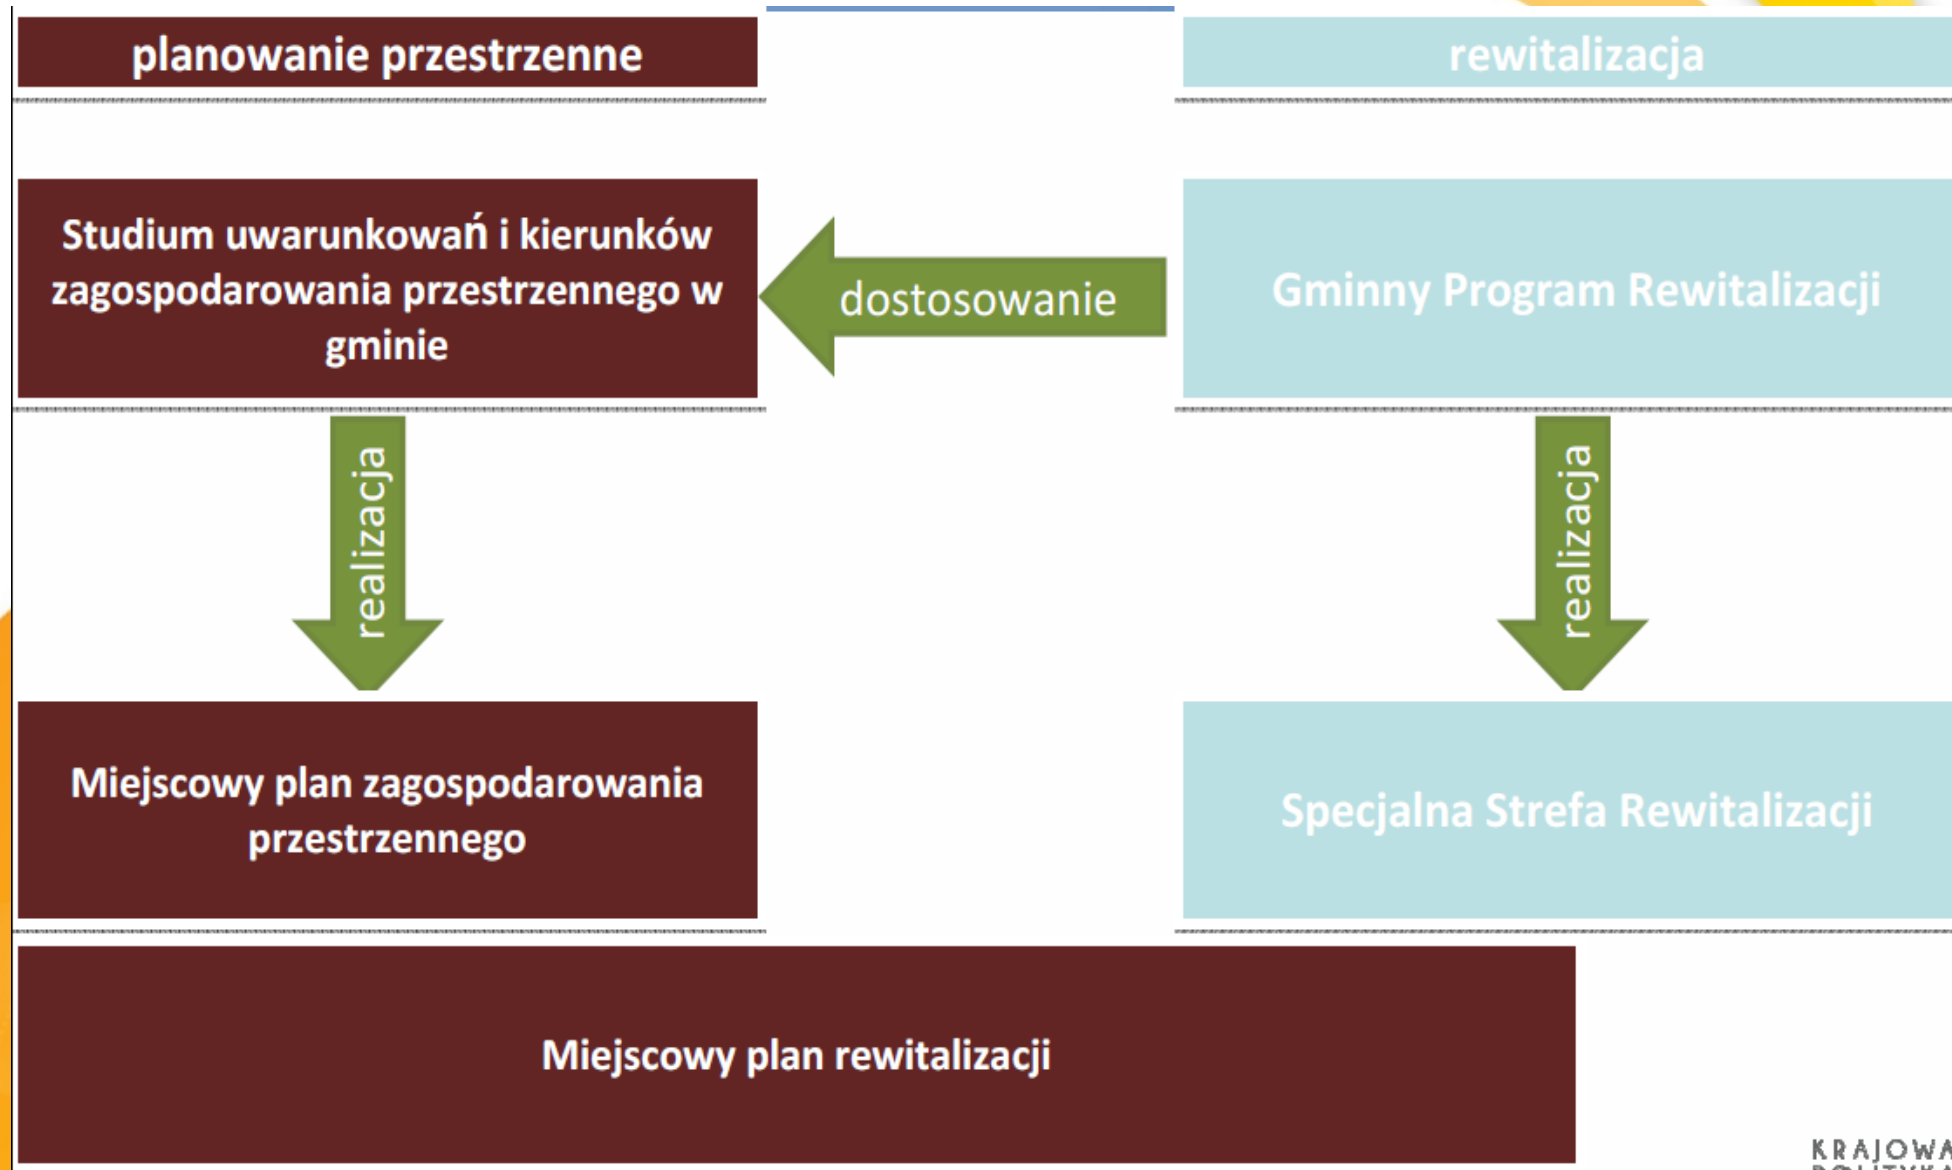 planowanie przestrzenne
rewitalizacja
Studium uwarunkowań i kierunków
zagospodarowania przestrzennego w
gminie
dostosowanie
Gminny Program Rewitalizacji
realizacja
realizacja
Miejscowy plan zagospodarowania
przestrzennego
Specjalna Strefa Rewitalizacji
Miejscowy plan rewitalizacji
KRAJOWA
POLITYKA